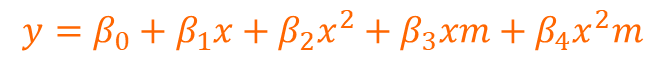 y = β₀ + β₁x + β₂x² + β₃xm + β₄x²m